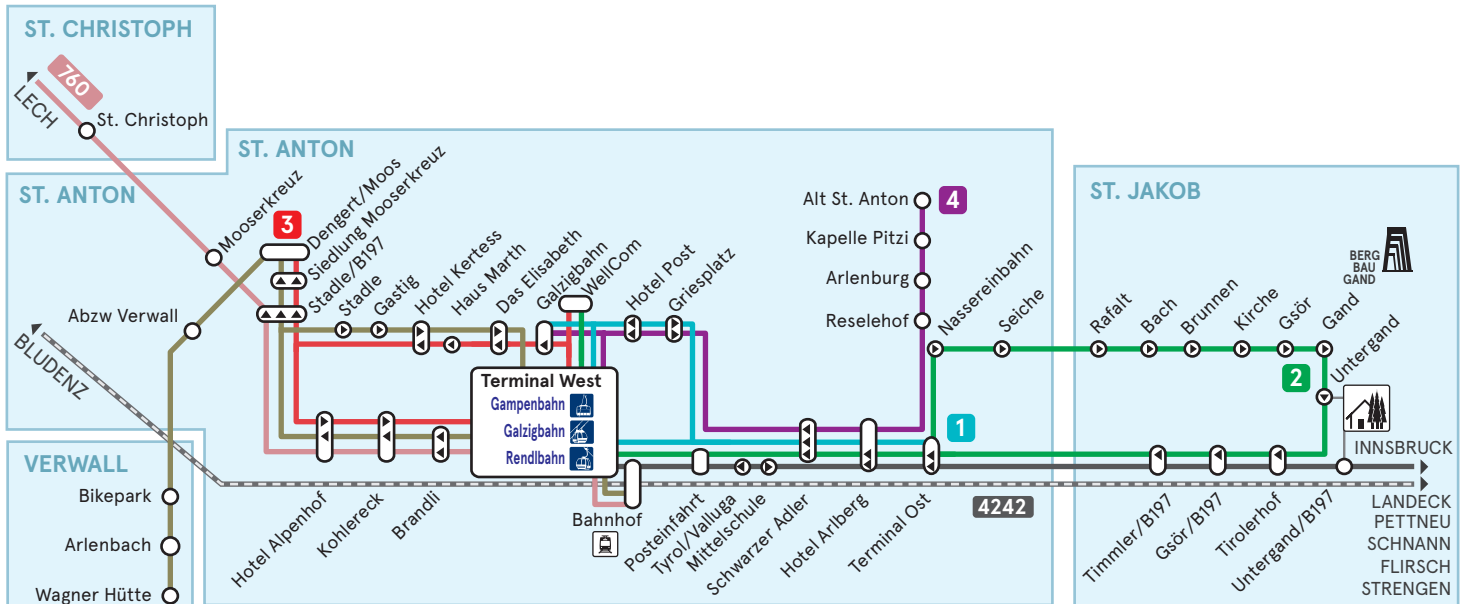 ST. CHRISTOPH
760
LECH
St. Christoph
ST. ANTON
Mooserkreuz
Abzw Verwall
BLUDENZ
VERWALL
Bikepark
Arlenbach
Wagner Hütte
ST. ANTON
3
Dengert/Moos
Siedlung Mooserkreuz
Stadle/B197
Stadle
Gastig
Hotel Kertess
Haus Marth
Das Elisabeth
Galzigbahn
WellCom
Hotel Post
Griesplatz
Alt St. Anton
4
Kapelle Pitzi
Arlenburg
Reselehof
Nassereinbahn
Seiche
Terminal West
Gampenbahn
Galzigbahn
Rendlbahn
1
Hotel Alpenhof
Kohlereck
Brandli
Bahnhof
Posteinfahrt
Tyrol/Valluga
Mittelschule
Schwarzer Adler
Hotel Arlberg
Terminal Ost
4242
ST. JAKOB
BERG
BAU
GAND
Rafalt
Bach
Brunnen
Kirche
Gsör
Gand
Untergand
2
Timmler/B197
Gsör/B197
Tirolerhof
Untergand/B197
INNSBRUCK
LANDECK
PETTNEU
SCHNANN
FLIRSCH
STRENGEN